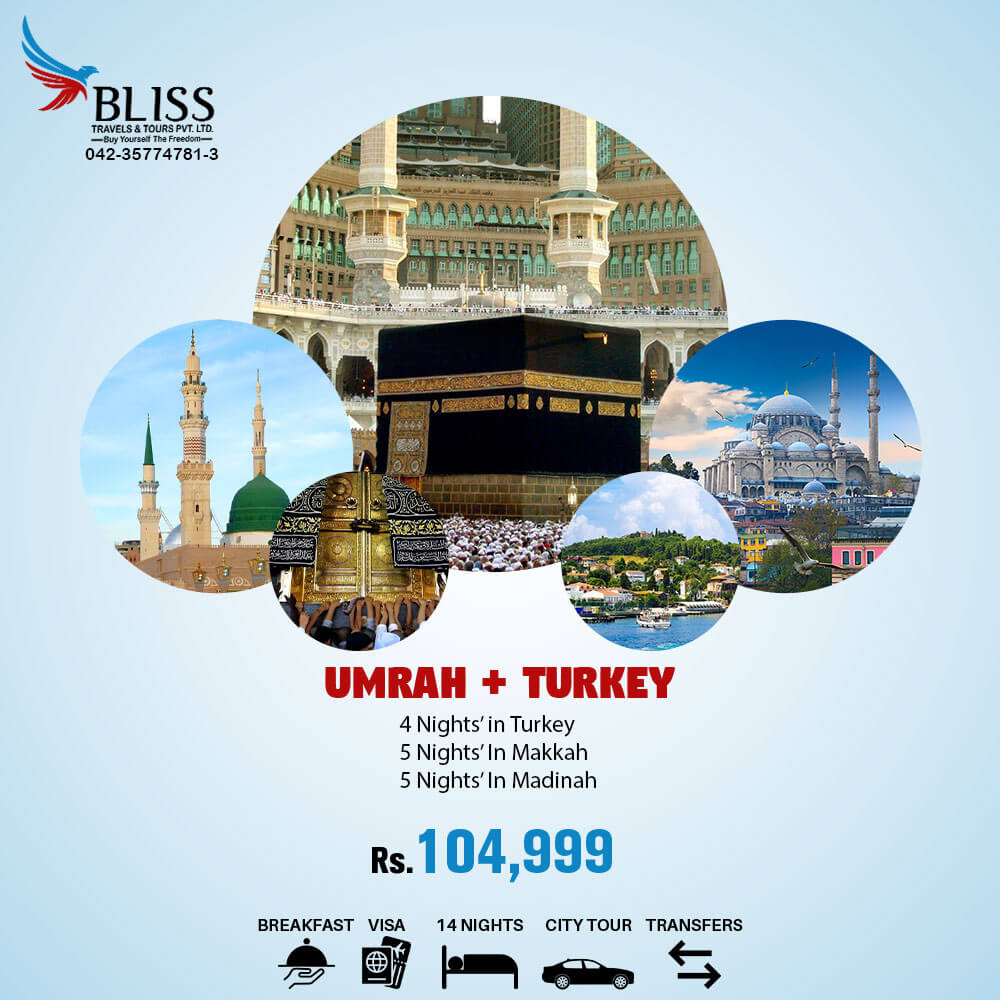 BLISS
TRAVELS & TOURS PVT. LTD.
Buy Yourself The Freedom
042-35774781-3
UMRAH + TURKEY
4 Nights’ in Turkey
5 Nights’ In Makkah
5 Nights’ In Madinah
Rs. 104,999
BREAKFAST VISA 14 NIGHTS CITY TOUR TRANSFERS